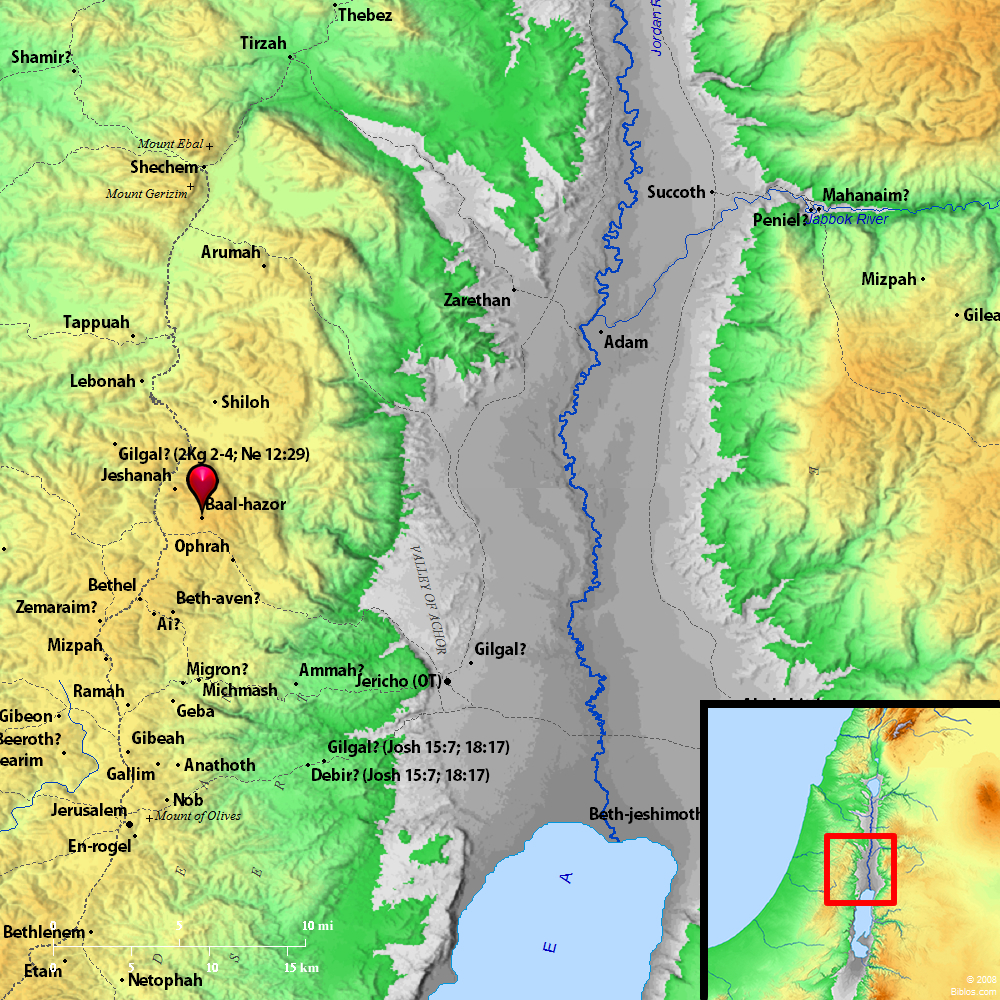 Thebez
Jordan R
Tirzah
Shamir?
Mount Ebal
Shechem
Mount Gerizim
Succoth
Mahanaim?
Peniel?
Jabbok River
Arumah
Mizpah
Zarethan
Gilea
Tappuah
Adam
Lebonah
Shiloh
Gilgal? (2Kg 2-4; Ne 12:29)
Jeshanah
E
Baal-hazor
Ophrah
VALLEY OF ACHOR
Bethel
Beth-aven?
Zemaraim?
Ai?
Mizpah
Gilgal?
Migron?
Ammah?
Jericho (OT)
Ramah
Michmash
Geba
Gibeon
Gibeah
Beeroth?
Gilgal? (Josh 15:7; 18:17)
earim
Gallim
Anathoth
Debir? (Josh 15:7; 18:17)
R
Nob
Jerusalem
Mount of Olives
Beth-jeshimoth
En-rogel
E
E
A
Bethlehem
0
5
10 mi
E
D
S
5
10
15 km
Etam
Netophah
© 2008
Biblos.com